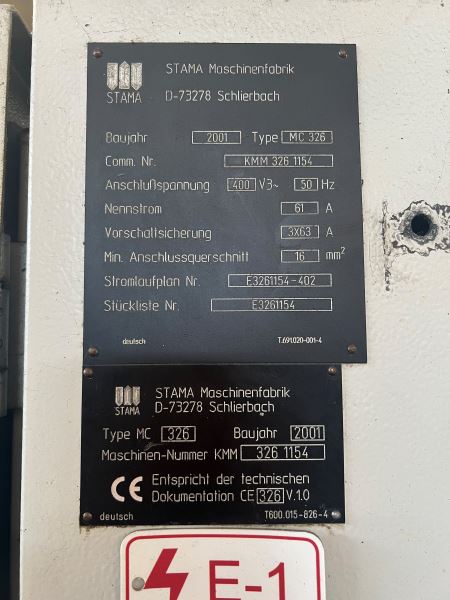 STAMA Maschinenfabrik
STAMA D-73278 Schlierbach
Baujahr 2001 Type MC 326
Comm. Nr. KMM 326 1154
Anschlußspannung 400 V3~ 50 Hz
Nennstrom 61 A
Vorschaltsicherung 3X63 A
Min. Anschlussquerschnitt 16 mm²
Stromlaufplan Nr. E3261154-402
Stückliste Nr. E3261154
deutsch T.691.020-001-4
STAMA Maschinenfabrik
STAMA D-73278 Schlierbach
Type MC 326 Baujahr 2001
Maschinen-Nummer KMM 326 1154
CE Entspricht der technischen
Dokumentation CE 326 V.1.0
deutsch T600.015-826-4
E-1